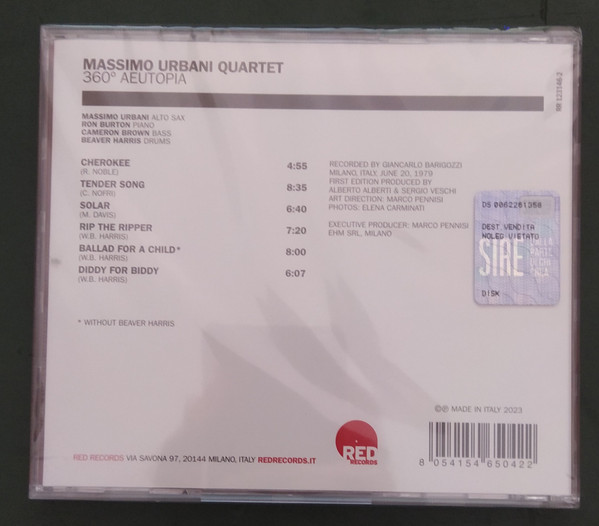 MASSIMO URBANI QUARTET
360° AEUTOPIA
RR 123146-2
MASSIMO URBANI ALTO SAX
RON BURTON PIANO
CAMERON BROWN BASS
BEAVER HARRIS DRUMS
CHEROKEE 4:55
(R. NOBLE)
TENDER SONG 8:35
(C. NOFRI)
SOLAR 6:40
(M. DAVIS)
RIP THE RIPPER 7:20
(W.B. HARRIS)
BALLAD FOR A CHILD* 8:00
(W.B. HARRIS)
DIDDY FOR BIDDY 6:07
(W.B. HARRIS)
* WITHOUT BEAVER HARRIS
RECORDED BY GIANCARLO BARIGOZZI
MILANO, ITALY, JUNE 20, 1979
FIRST EDITION PRODUCED BY
ALBERTO ALBERTI & SERGIO VESCHI
ART DIRECTION: MARCO PENNISI
PHOTOS: ELENA CARMINATI
EXECUTIVE PRODUCER: MARCO PENNISI
EHM SRL, MILANO
DS 0062281358
DEST.VENDITA
NOLEG VIETATO
DISK
©℗ MADE IN ITALY 2023
RED
RECORDS
RED RECORDS VIA SAVONA 97, 20144 MILANO, ITALY REDRECORDS.IT
8 054154 650422